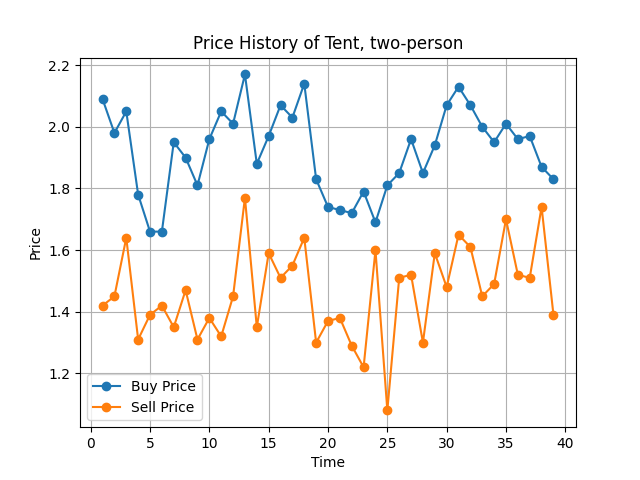 Price History of Tent, two-person
Price
2.2
2.0
1.8
1.6
1.4
1.2
Buy Price
Sell Price
0 5 10 15 20 25 30 35 40
Time